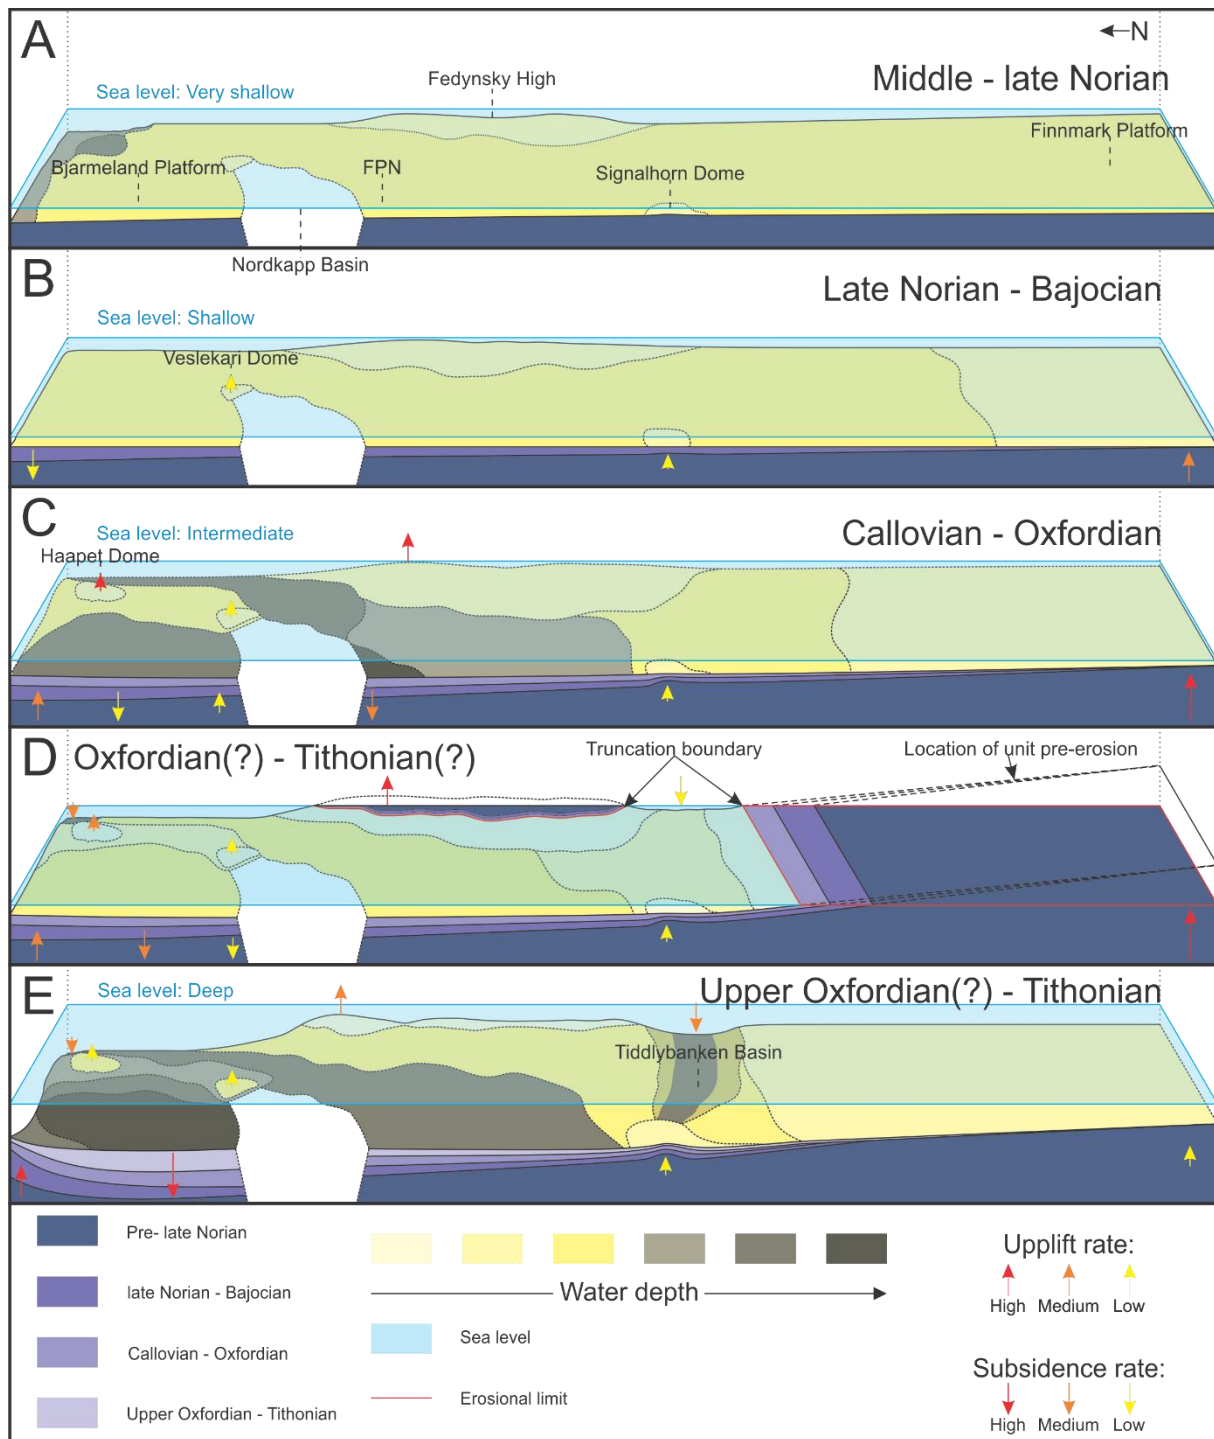 A
N
Middle - late Norian
Sea level: Very shallow
Fedynsky High
Finnmark Platform
Bjarmeland Platform
FPN
Signalhorn Dome
Nordkapp Basin
B
Late Norian - Bajocian
Sea level: Shallow
Veslekari Dome
C
Callovian - Oxfordian
Sea level: Intermediate
Haapet Dome
D
Oxfordian(?) - Tithonian(?)
Truncation boundary
Location of unit pre-erosion
E
Upper Oxfordian(?) - Tithonian
Sea level: Deep
Tiddlybanken Basin
Pre- late Norian
late Norian - Bajocian
Callovian - Oxfordian
Upper Oxfordian - Tithonian
Water depth
Sea level
Erosional limit
Upplift rate:
High Medium Low
Subsidence rate:
High Medium Low